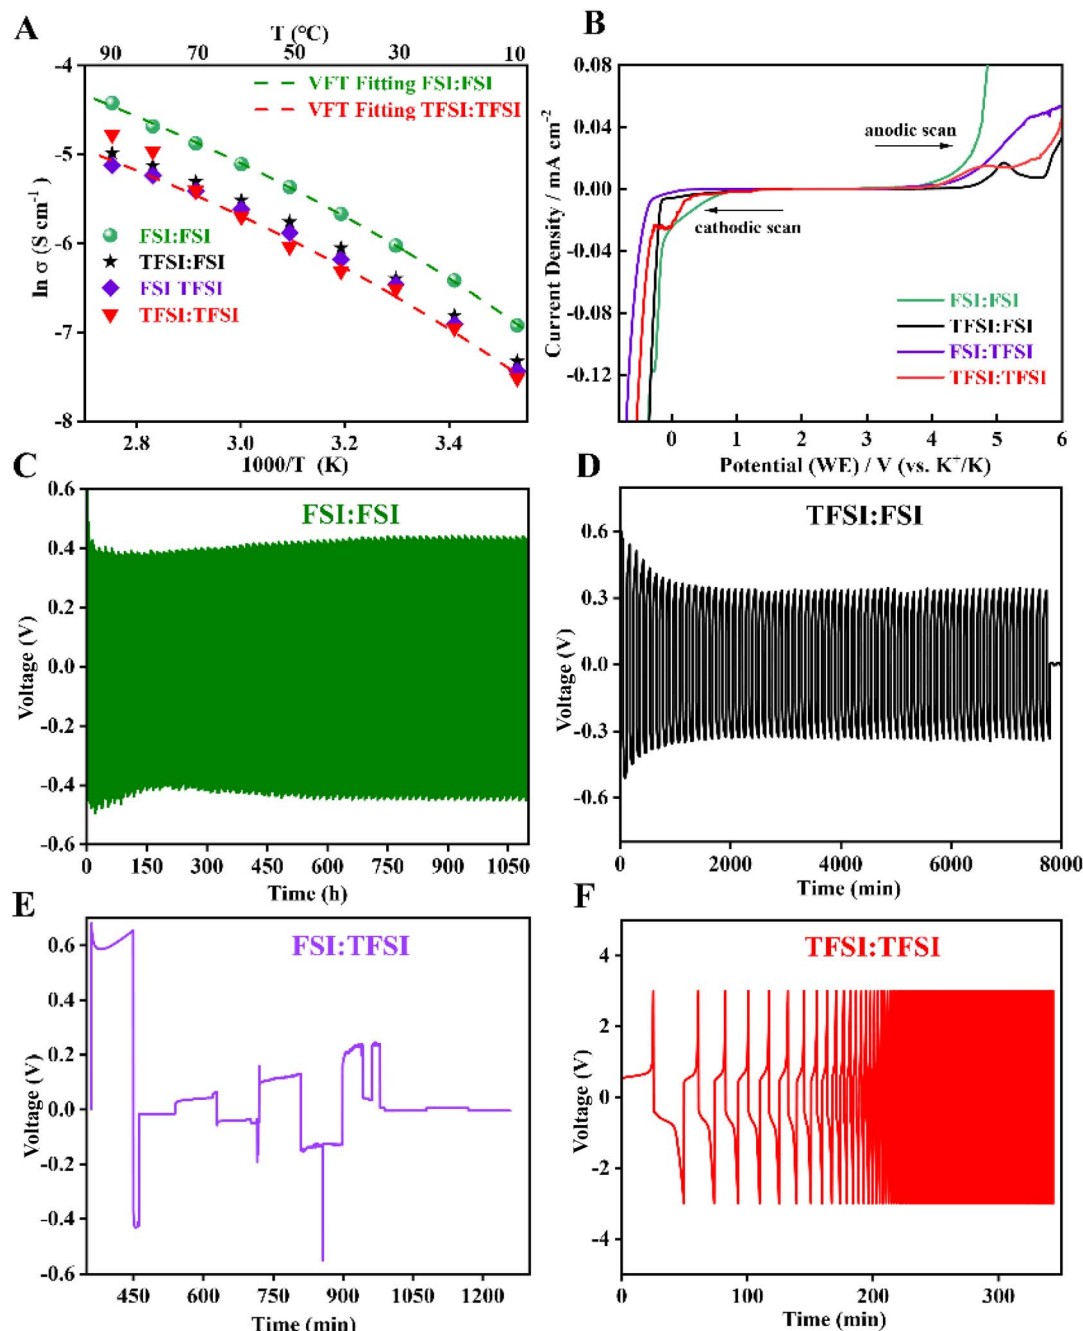 A
T (°C)
90 70 50 30 10
-4
-5
-6
-7
-8
ln σ (S cm⁻¹)
VFT Fitting FSI:FSI
VFT Fitting TFSI:TFSI
FSI:FSI
TFSI:FSI
FSI TFSI
TFSI:TFSI
2.8 3.0 3.2 3.4
1000/T (K)
B
0.08
0.04
0.00
-0.04
-0.08
-0.12
Current Density / mA cm⁻²
anodic scan
cathodic scan
FSI:FSI
TFSI:FSI
FSI:TFSI
TFSI:TFSI
0 1 2 3 4 5 6
Potential (WE) / V (vs. K⁺/K)
C
FSI:FSI
0.6
0.4
0.2
0.0
-0.2
-0.4
-0.6
Voltage (V)
0 150 300 450 600 750 900 1050
Time (h)
D
TFSI:FSI
0.6
0.3
0.0
-0.3
-0.6
Voltage (V)
0 2000 4000 6000 8000
Time (min)
E
FSI:TFSI
0.6
0.4
0.2
0.0
-0.2
-0.4
-0.6
Voltage (V)
450 600 750 900 1050 1200
Time (min)
F
TFSI:TFSI
4
2
0
-2
-4
Voltage (V)
0 100 200 300
Time (min)